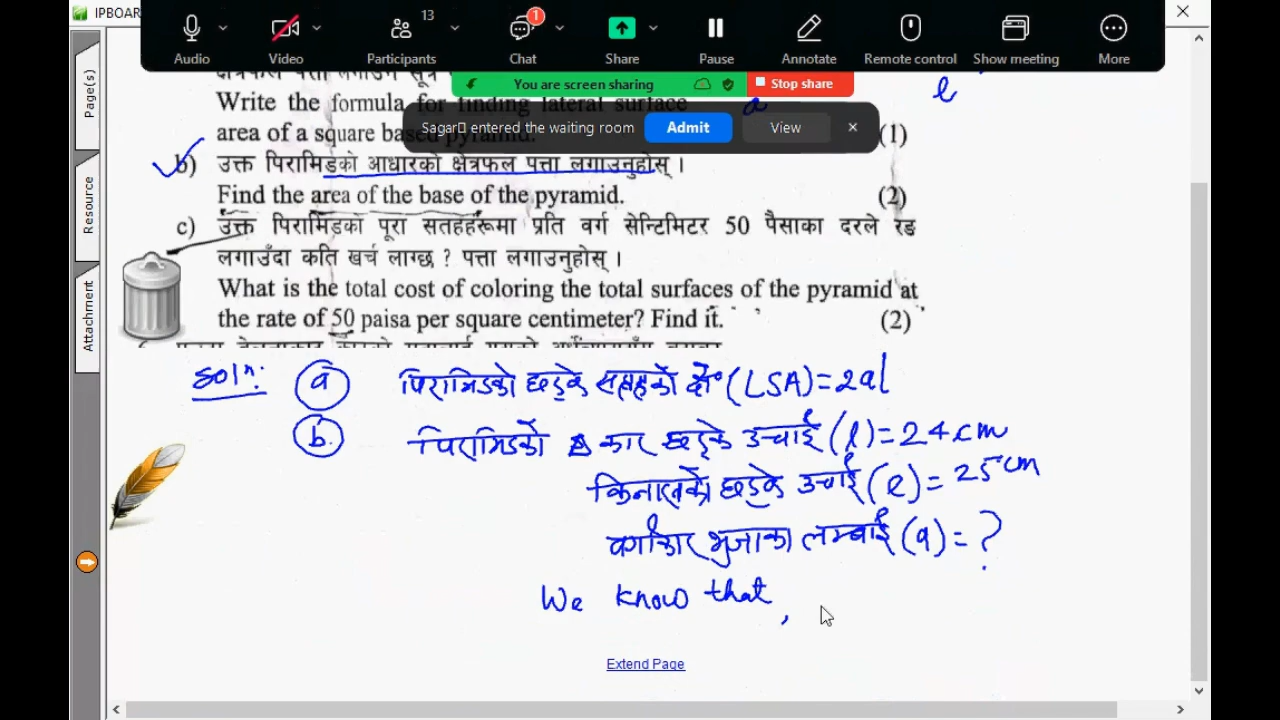 IPBOAR
13
1
Audio Video Participants Chat Share Pause Annotate Remote control Show meeting More
You are screen sharing Stop share
क्षेत्रफल पत्ता लगाउने सूत्र
Write the formula for finding lateral surface
a
l
area of a square based pyramid. (1)
Sagar entered the waiting room Admit View
b) उक्त पिरामिडको आधारको क्षेत्रफल पत्ता लगाउनुहोस् ।
Find the area of the base of the pyramid. (2)
c) उक्त पिरामिडको पूरा सतहहरूमा प्रति वर्ग सेन्टिमिटर 50 पैसाका दरले रङ
लगाउँदा कति खर्च लाग्छ ? पत्ता लगाउनुहोस् ।
What is the total cost of coloring the total surfaces of the pyramid at
the rate of 50 paisa per square centimeter? Find it. (2)
Soln: a पिरामिडको छड्के सतहको क्षे० (LSA) = 2al
b. पिरामिडको कार छड्के उचाई (l) = 24 cm
किनाराको छड्के उचाई (e) = 25 cm
वर्गाकार भुजाका लम्बाई (a) = ?
We know that,
Extend Page
Page(s)
Resource
Attachment